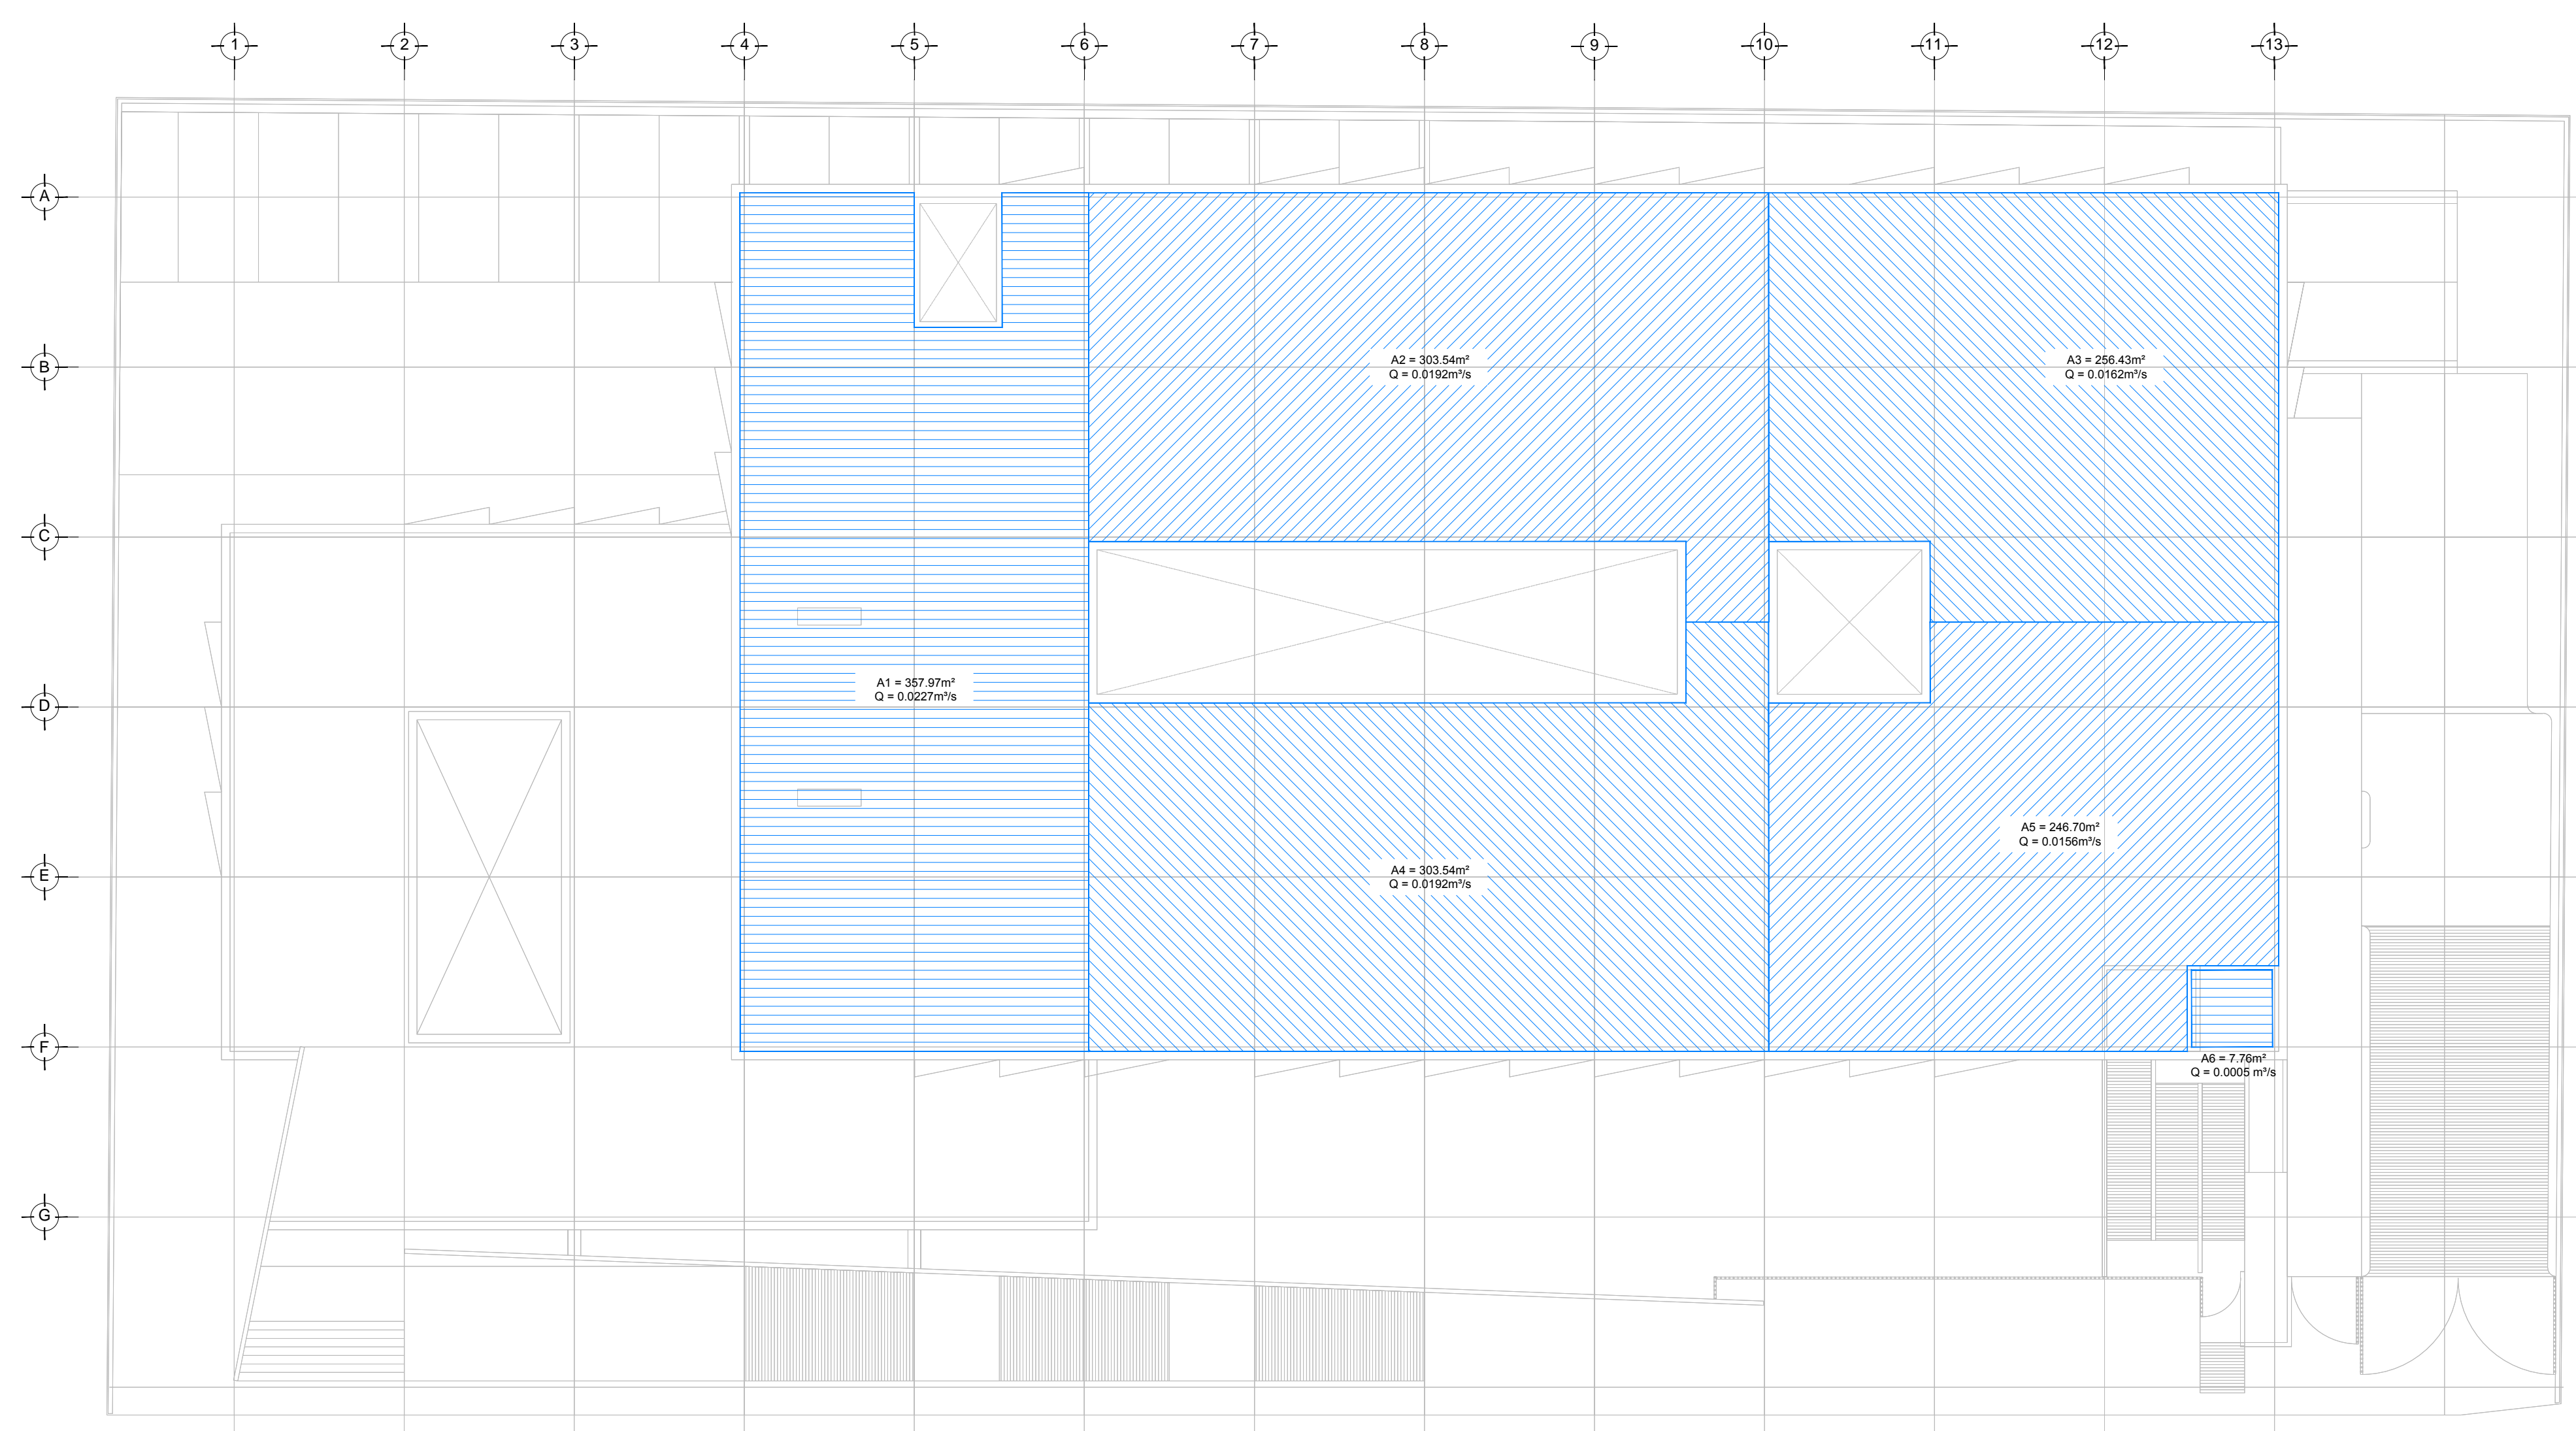 1
2
3
4
5
6
7
8
9
10
11
12
13
A
B
A2 = 303.54m²
Q = 0.0192m³/s
A3 = 256.43m²
Q = 0.0162m³/s
C
A1 = 357.97m²
Q = 0.0227m³/s
D
A5 = 246.70m²
Q = 0.0156m³/s
E
A4 = 303.54m²
Q = 0.0192m³/s
F
A6 = 7.76m²
Q = 0.0005 m³/s
G